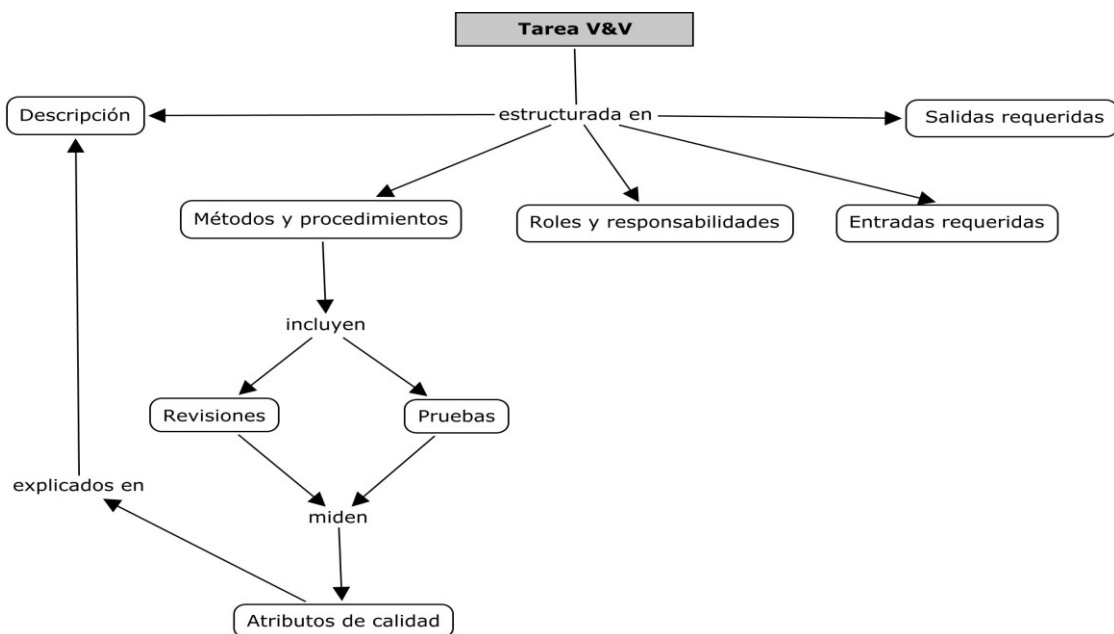 Tarea V&V
Descripción
estructurada en
Salidas requeridas
Métodos y procedimientos
Roles y responsabilidades
Entradas requeridas
incluyen
Revisiones
Pruebas
explicados en
miden
Atributos de calidad